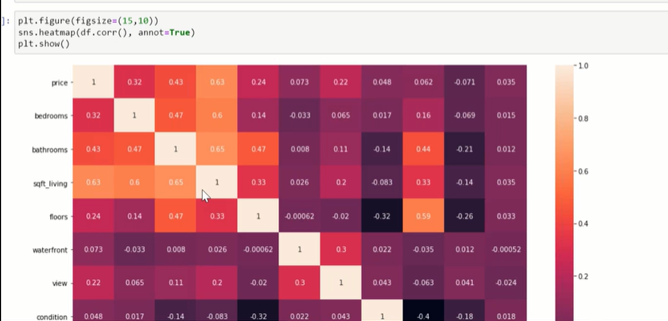 ]: plt.figure(figsize=(15,10))
sns.heatmap(df.corr(), annot=True)
plt.show()
price 1 0.32 0.43 0.63 0.24 0.073 0.22 0.048 0.062 -0.071 0.035
1.0
bedrooms 0.32 1 0.47 0.6 0.14 -0.033 0.065 0.017 0.16 -0.069 0.015
0.8
bathrooms 0.43 0.47 1 0.65 0.47 0.008 0.11 -0.14 0.44 -0.21 0.012
0.6
sqft_living 0.63 0.6 0.65 1 0.33 0.026 0.2 -0.083 0.33 -0.14 0.035
floors 0.24 0.14 0.47 0.33 1 -0.00062 -0.02 -0.32 0.59 -0.26 0.033
0.4
waterfront 0.073 -0.033 0.008 0.026 -0.00062 1 0.3 0.022 -0.035 0.012 -0.00052
0.2
view 0.22 0.065 0.11 0.2 -0.02 0.3 1 0.043 -0.063 0.041 -0.024
condition 0.048 0.017 -0.14 -0.083 -0.32 0.022 0.043 1 -0.4 -0.18 0.018